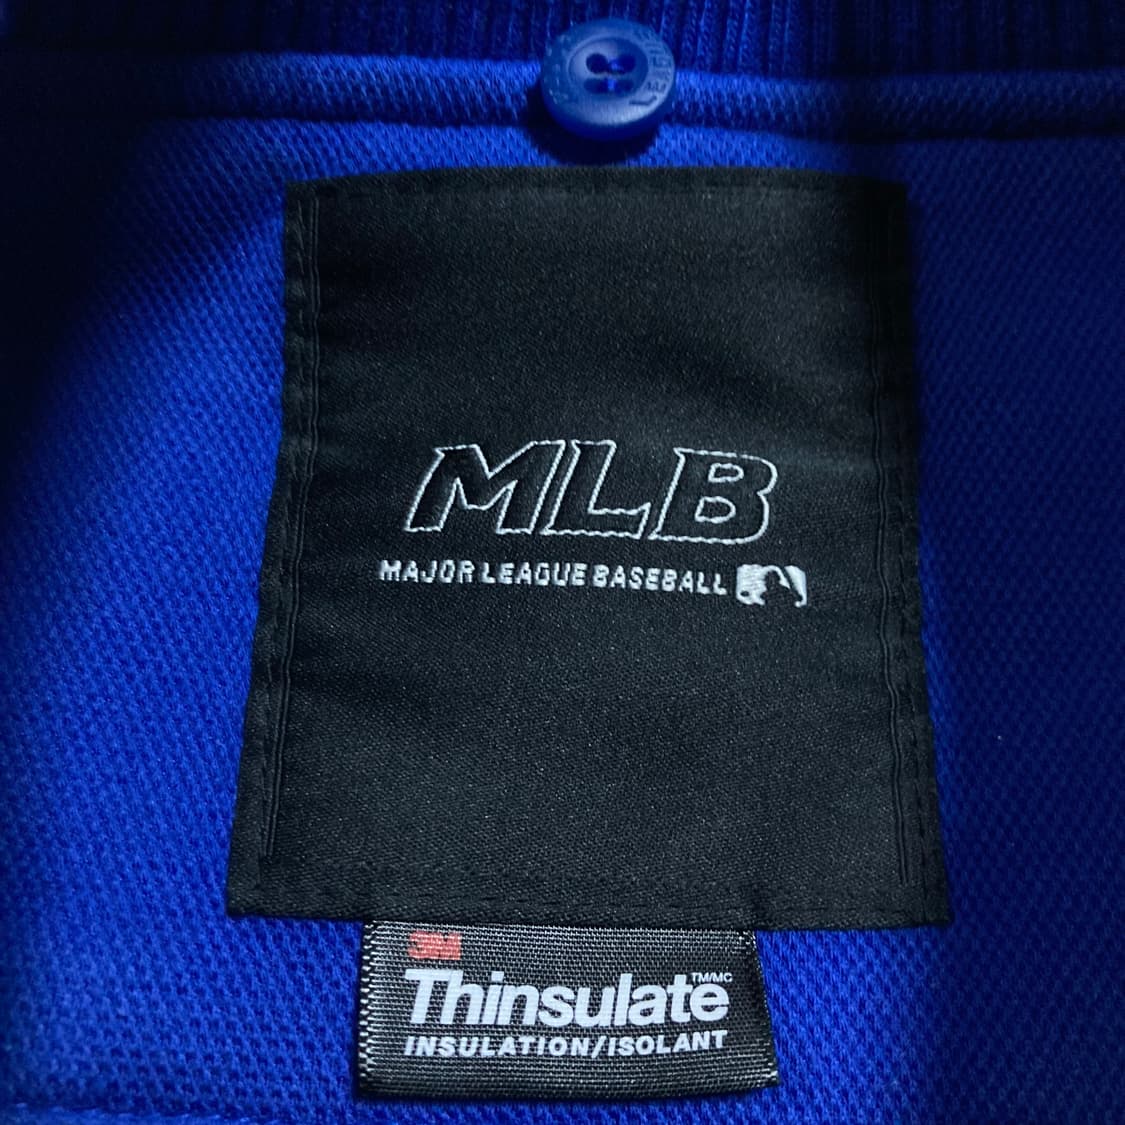 MLB
MAJOR LEAGUE BASEBALL
3M
Thinsulate TM/MC
INSULATION/ISOLANT